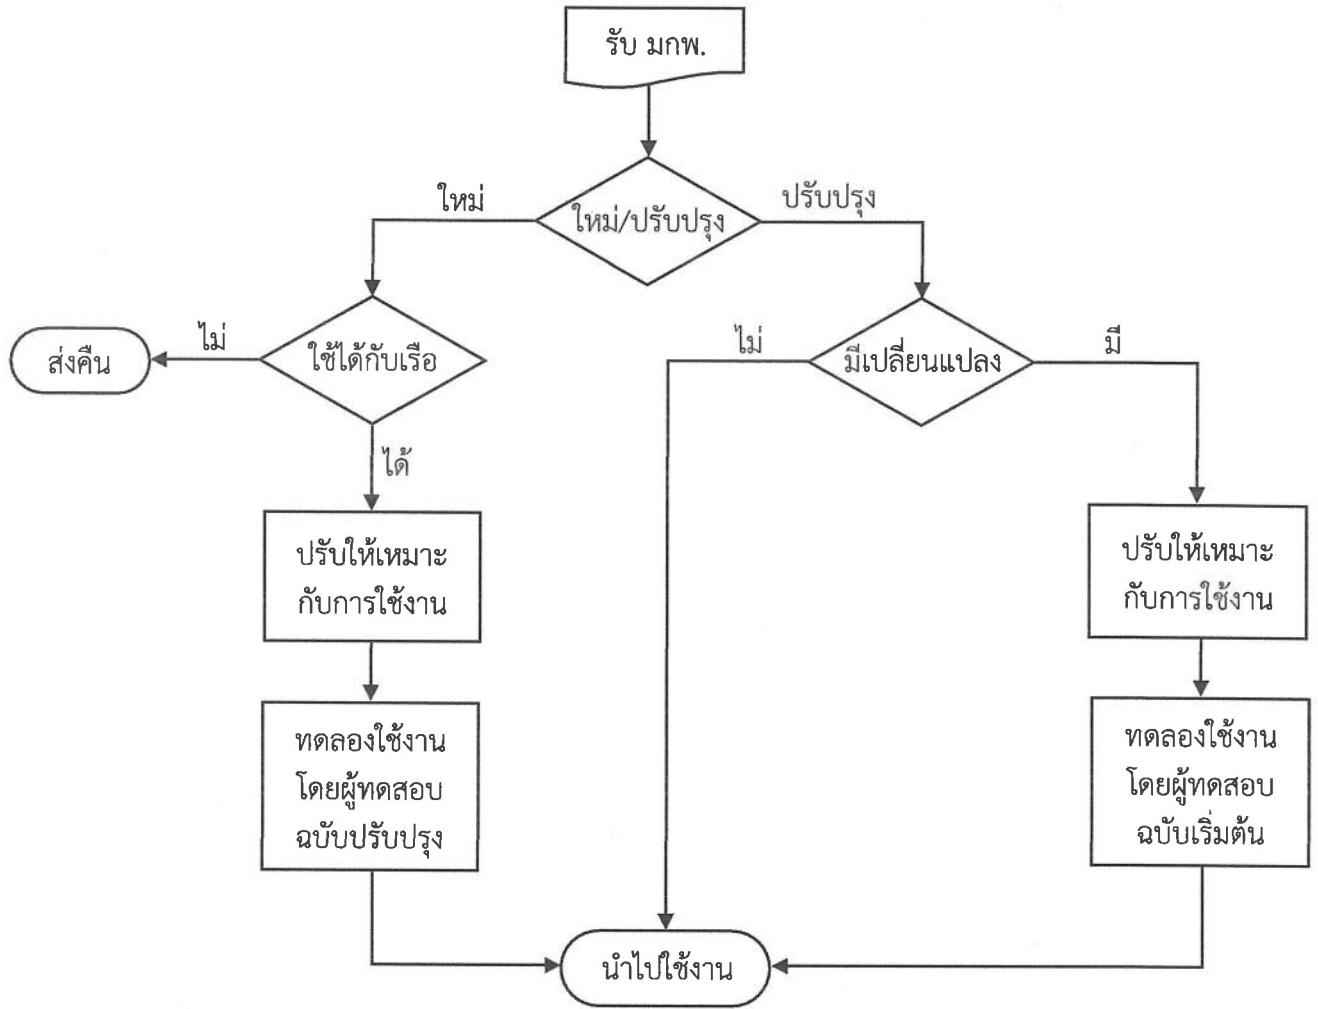 รับ มกพ.
ใหม่/ปรับปรุง
ใหม่
ปรับปรุง
ใช้ได้กับเรือ
ไม่
ส่งคืน
ได้
มีเปลี่ยนแปลง
ไม่
มี
ปรับให้เหมาะ
กับการใช้งาน
ทดลองใช้งาน
โดยผู้ทดสอบ
ฉบับปรับปรุง
ปรับให้เหมาะ
กับการใช้งาน
ทดลองใช้งาน
โดยผู้ทดสอบ
ฉบับเริ่มต้น
นำไปใช้งาน